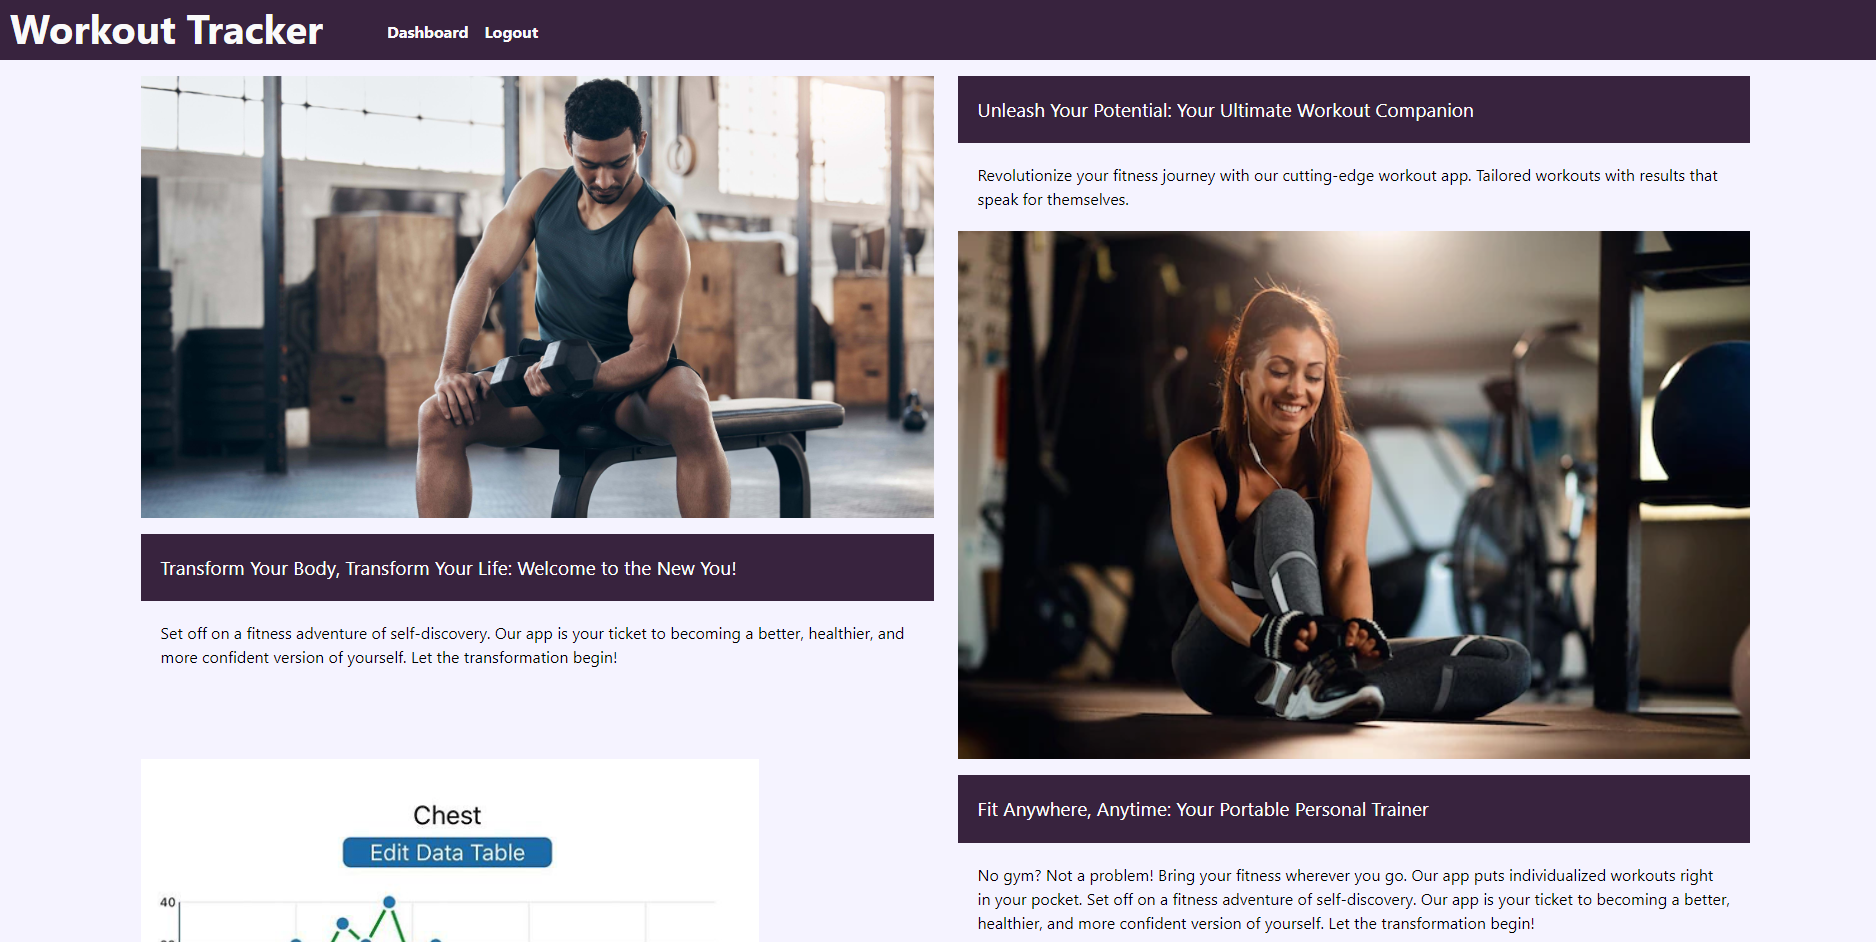 Workout Tracker
Dashboard
Logout
Transform Your Body, Transform Your Life: Welcome to the New You!
Set off on a fitness adventure of self-discovery. Our app is your ticket to becoming a better, healthier, and
more confident version of yourself. Let the transformation begin!
Chest
Edit Data Table
40
Unleash Your Potential: Your Ultimate Workout Companion
Revolutionize your fitness journey with our cutting-edge workout app. Tailored workouts with results that
speak for themselves.
Fit Anywhere, Anytime: Your Portable Personal Trainer
No gym? Not a problem! Bring your fitness wherever you go. Our app puts individualized workouts right
in your pocket. Set off on a fitness adventure of self-discovery. Our app is your ticket to becoming a better,
healthier, and more confident version of yourself. Let the transformation begin!